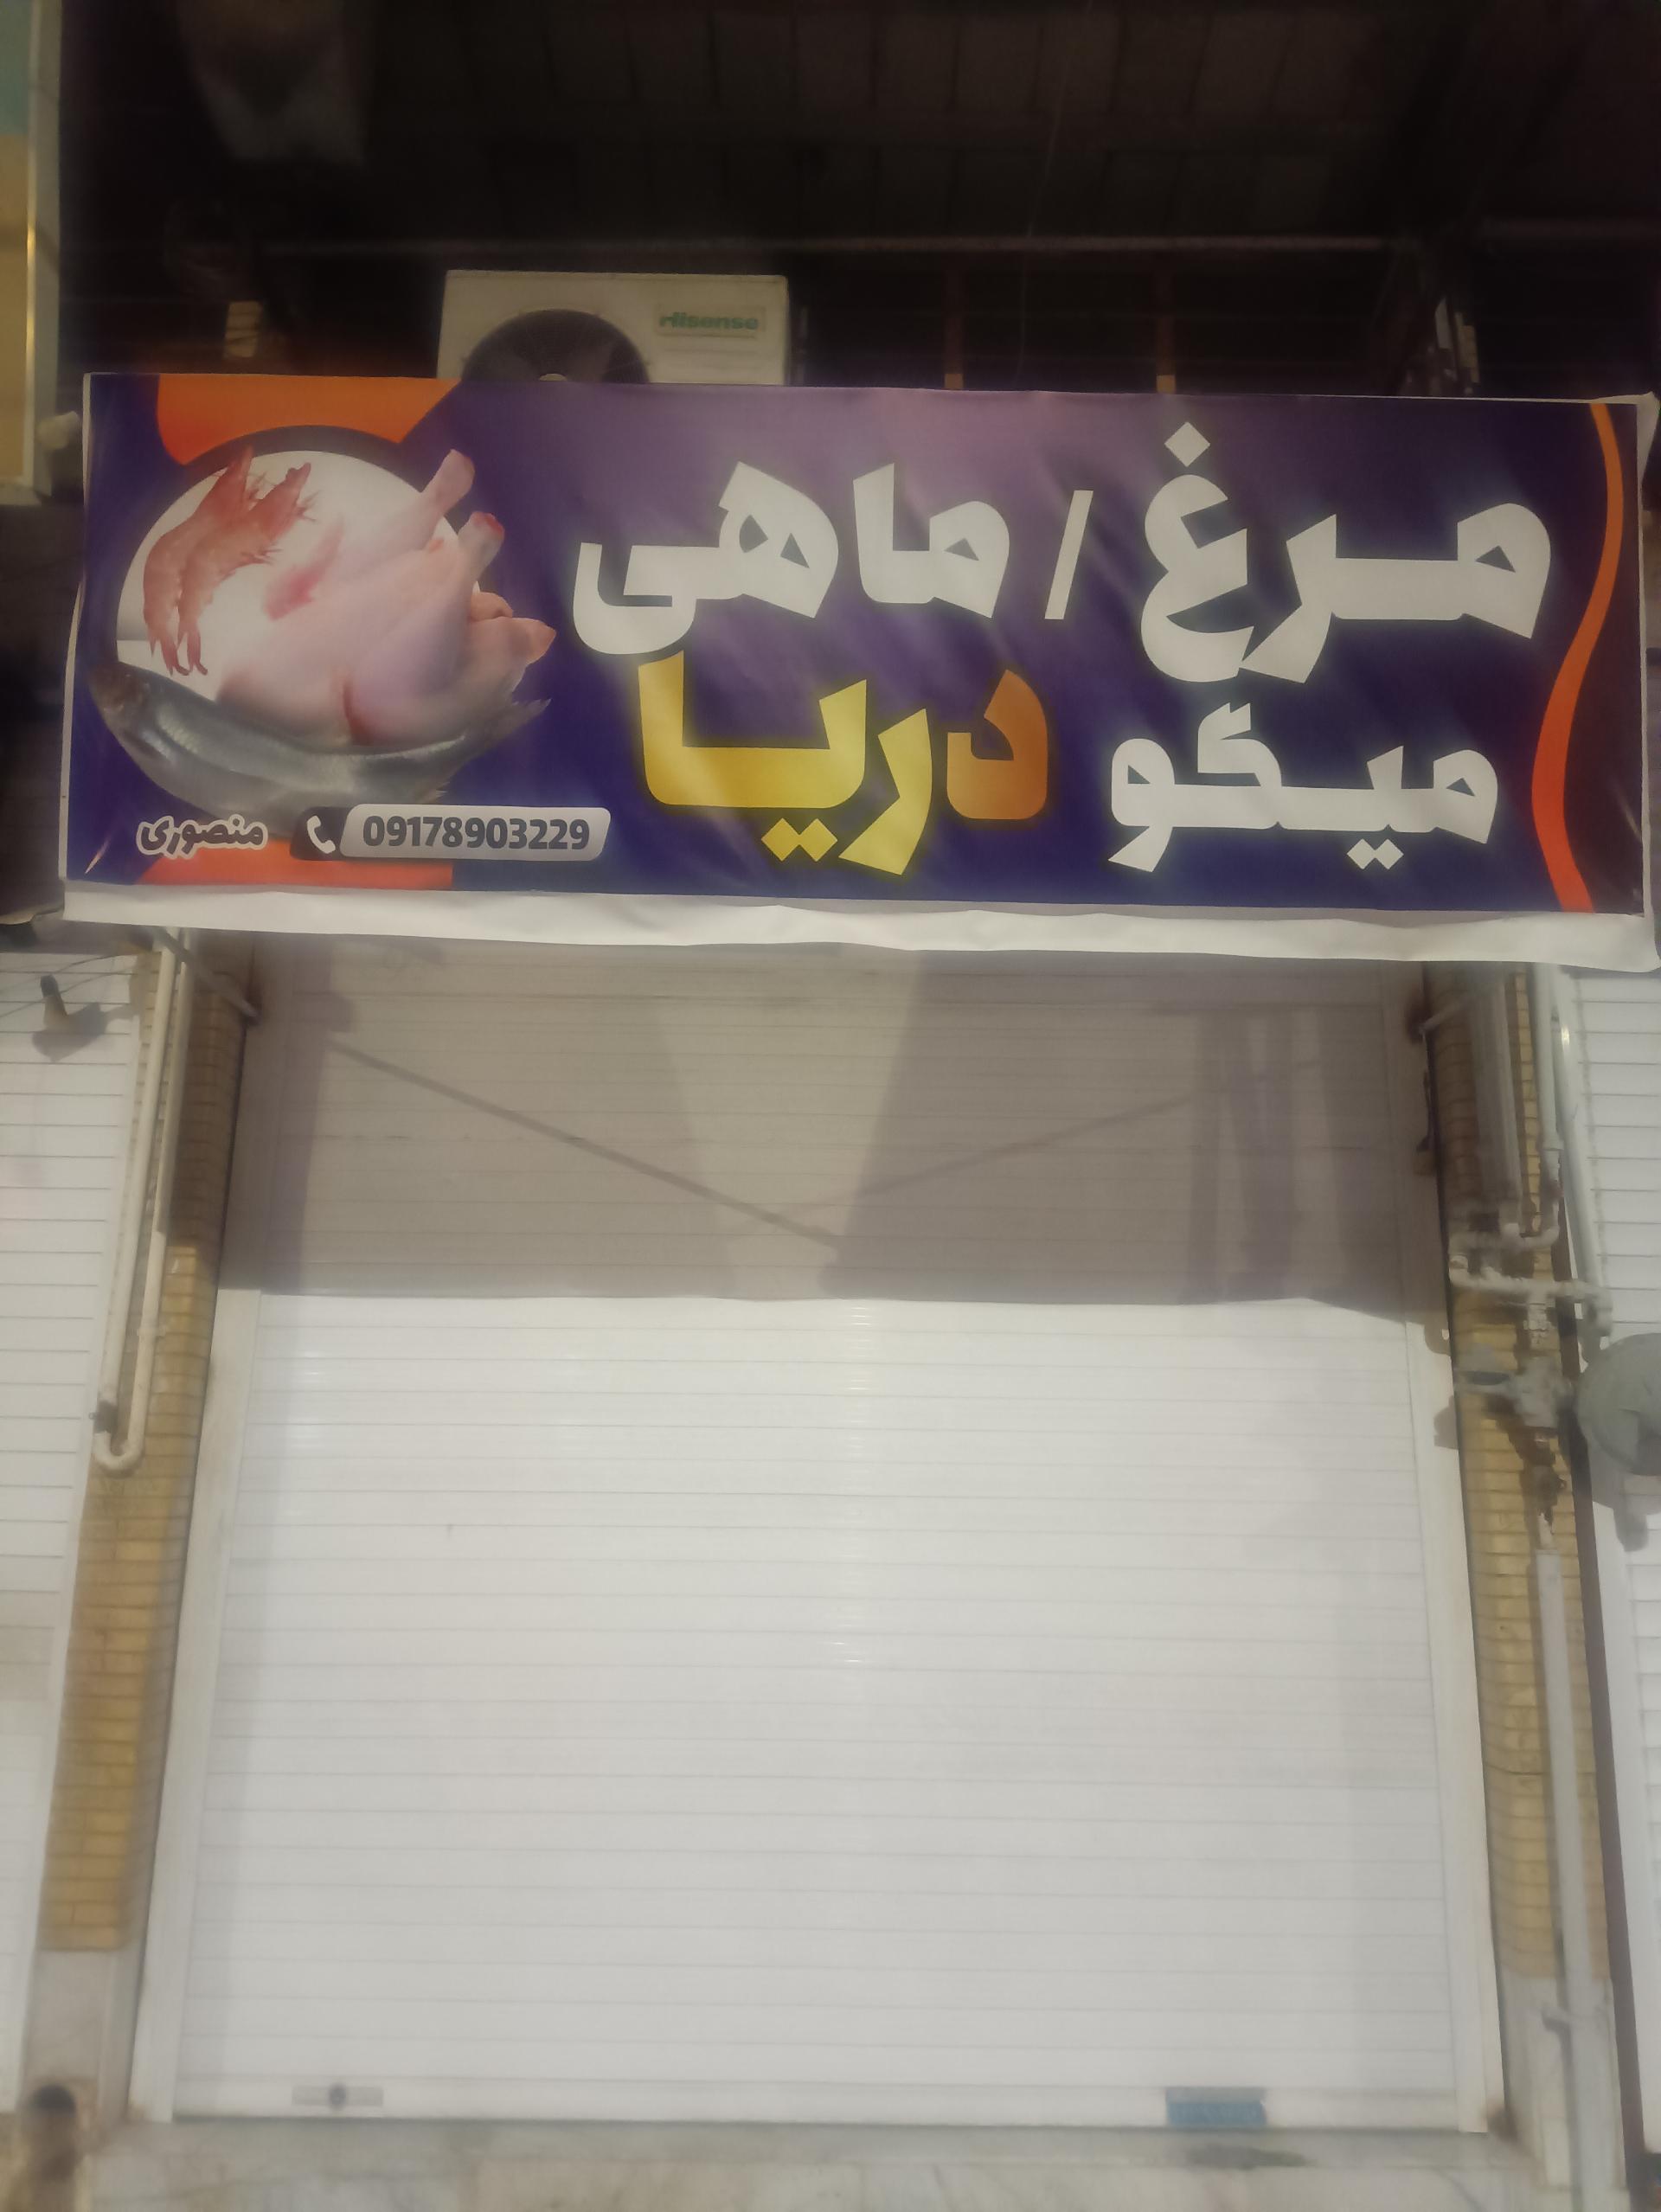 Hisense
مرغ / ماهی
میگو دریا
09178903229 منصوری